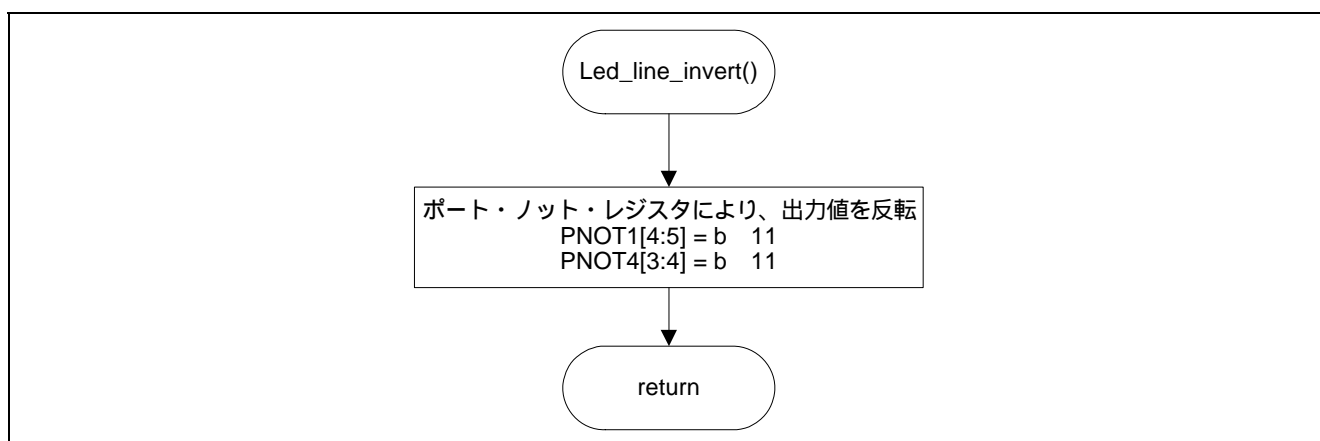 Led_line_invert()
ポート・ノット・レジスタにより、出力値を反転
PNOT1[4:5] = b 11
PNOT4[3:4] = b 11
return